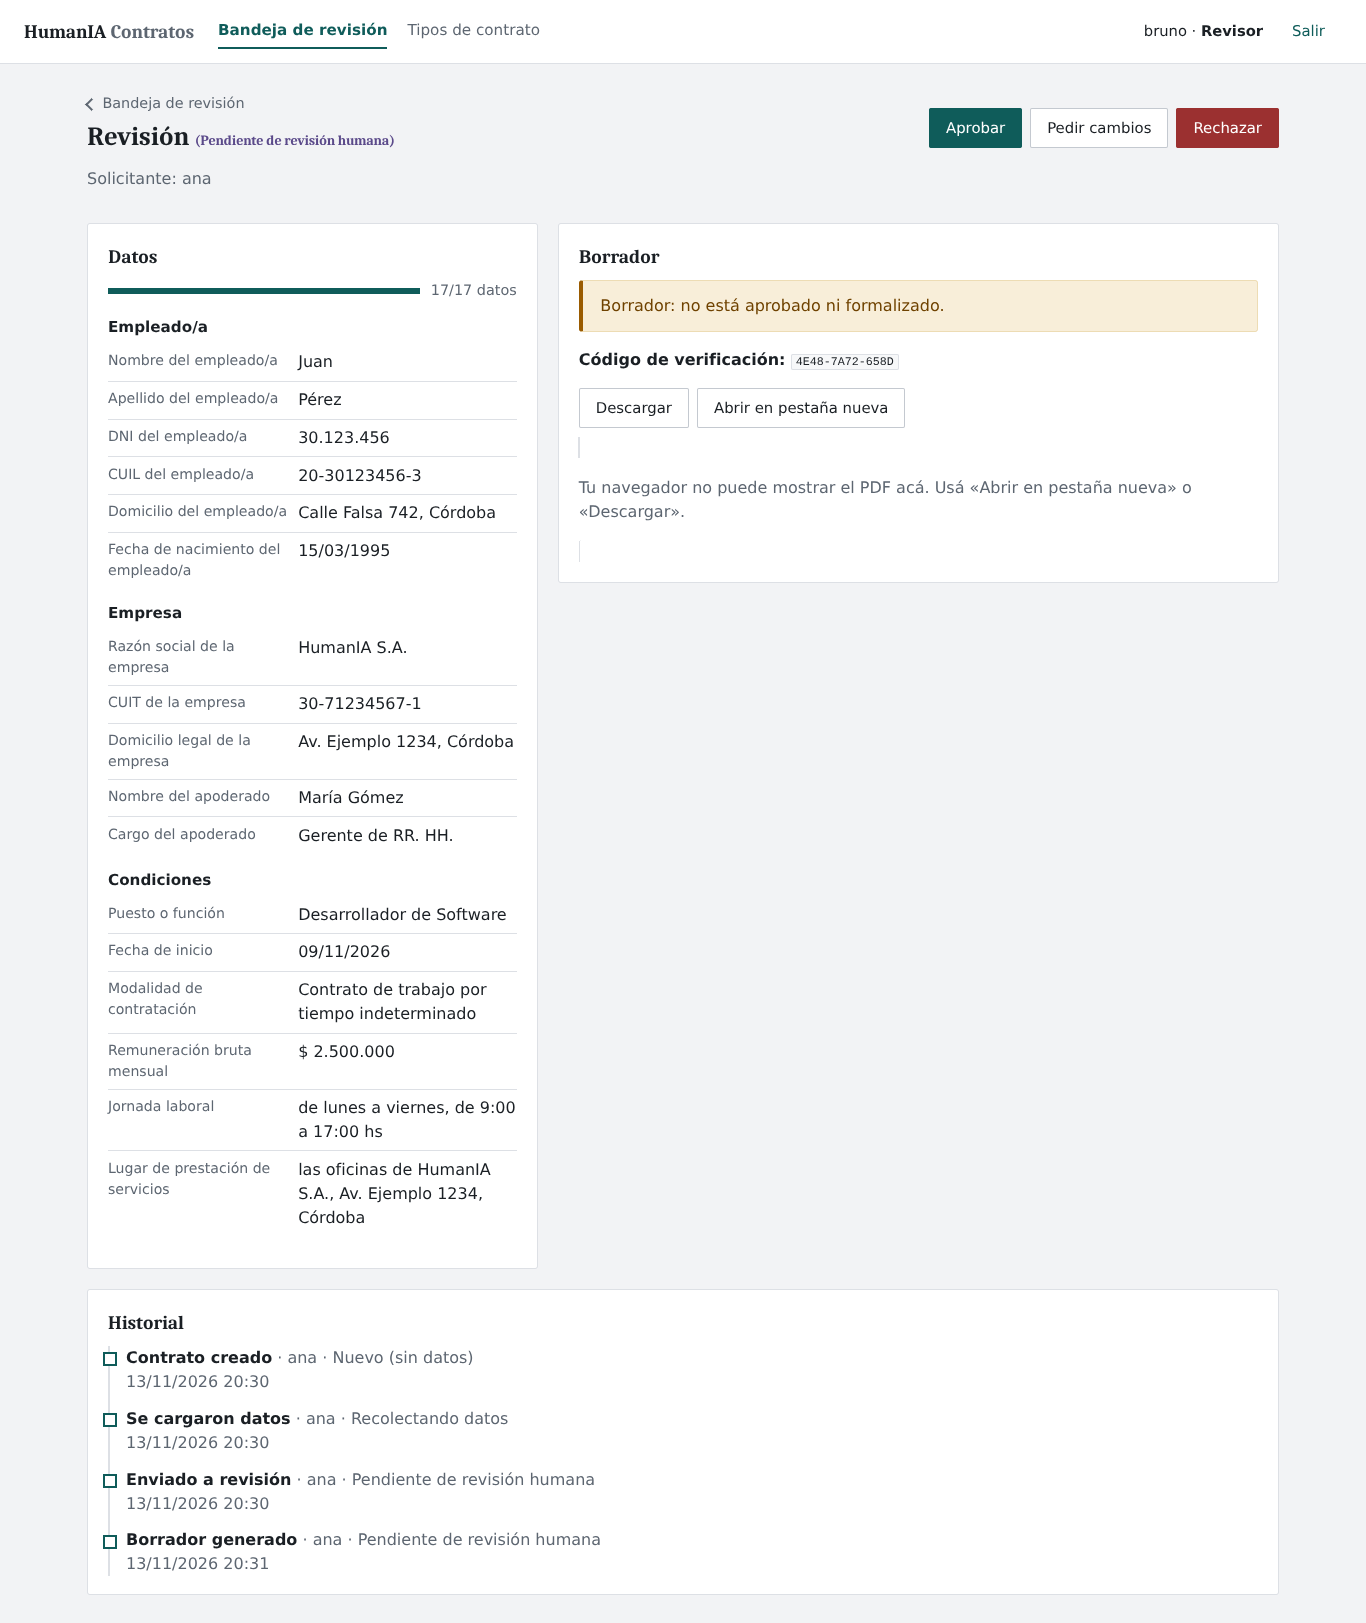 HumanIA Contratos
Bandeja de revisión
Tipos de contrato
bruno · Revisor
Salir
Bandeja de revisión
Revisión (Pendiente de revisión humana)
Solicitante: ana
Aprobar
Pedir cambios
Rechazar
Datos
17/17 datos
Empleado/a
Nombre del empleado/a Juan
Apellido del empleado/a Pérez
DNI del empleado/a 30.123.456
CUIL del empleado/a 20-30123456-3
Domicilio del empleado/a Calle Falsa 742, Córdoba
Fecha de nacimiento del 15/03/1995
empleado/a
Empresa
Razón social de la HumanIA S.A.
empresa
CUIT de la empresa 30-71234567-1
Domicilio legal de la Av. Ejemplo 1234, Córdoba
empresa
Nombre del apoderado María Gómez
Cargo del apoderado Gerente de RR. HH.
Condiciones
Puesto o función Desarrollador de Software
Fecha de inicio 09/11/2026
Modalidad de Contrato de trabajo por
contratación tiempo indeterminado
Remuneración bruta $ 2.500.000
mensual
Jornada laboral de lunes a viernes, de 9:00
a 17:00 hs
Lugar de prestación de las oficinas de HumanIA
servicios S.A., Av. Ejemplo 1234,
Córdoba
Borrador
Borrador: no está aprobado ni formalizado.
Código de verificación: 4E48-7A72-658D
Descargar
Abrir en pestaña nueva
Tu navegador no puede mostrar el PDF acá. Usá «Abrir en pestaña nueva» o
«Descargar».
Historial
Contrato creado · ana · Nuevo (sin datos)
13/11/2026 20:30
Se cargaron datos · ana · Recolectando datos
13/11/2026 20:30
Enviado a revisión · ana · Pendiente de revisión humana
13/11/2026 20:30
Borrador generado · ana · Pendiente de revisión humana
13/11/2026 20:31